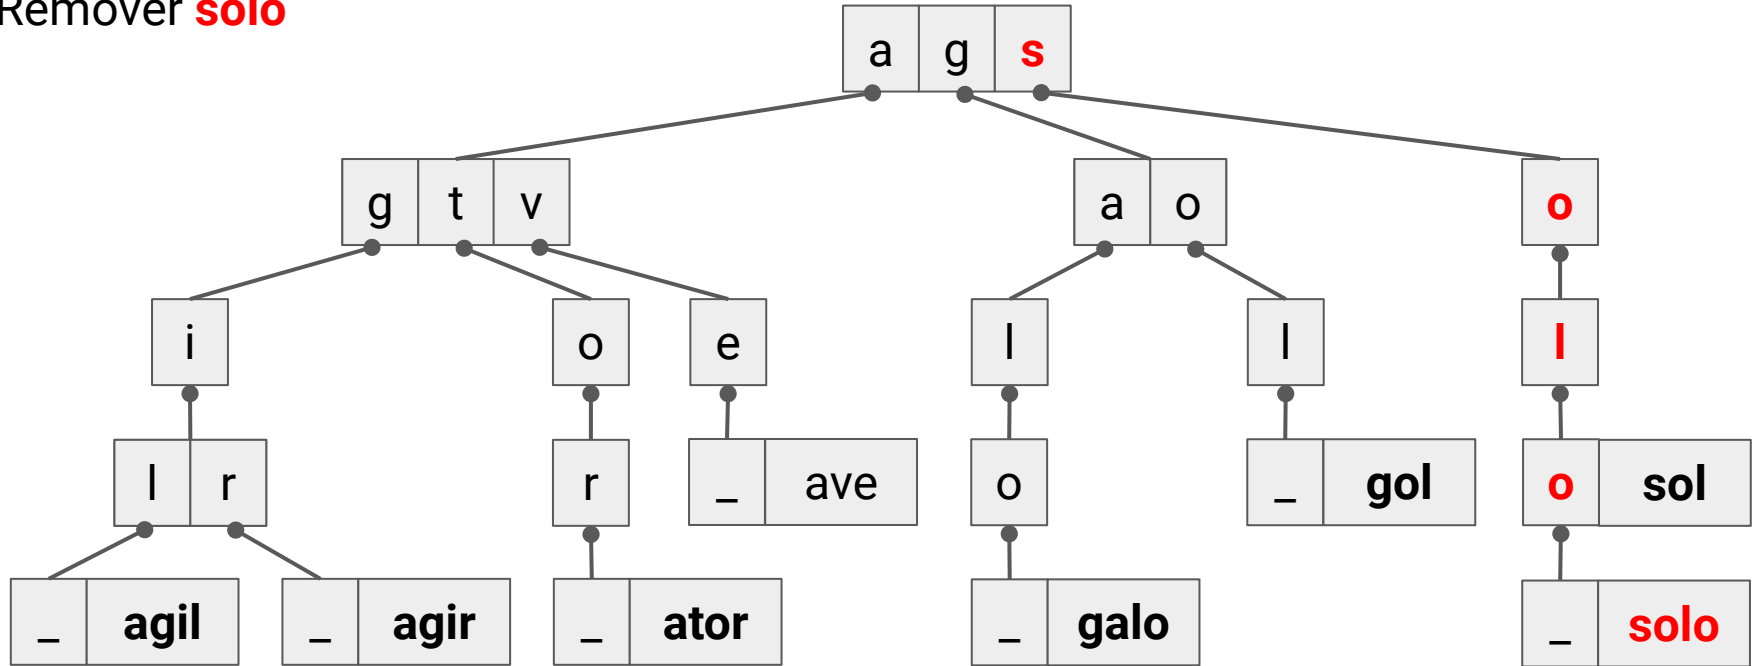 Remover solo
a g s
g t v a o o
i o e l l l
l r r _ ave o _ gol o sol
_ agil _ agir _ ator _ galo _ solo